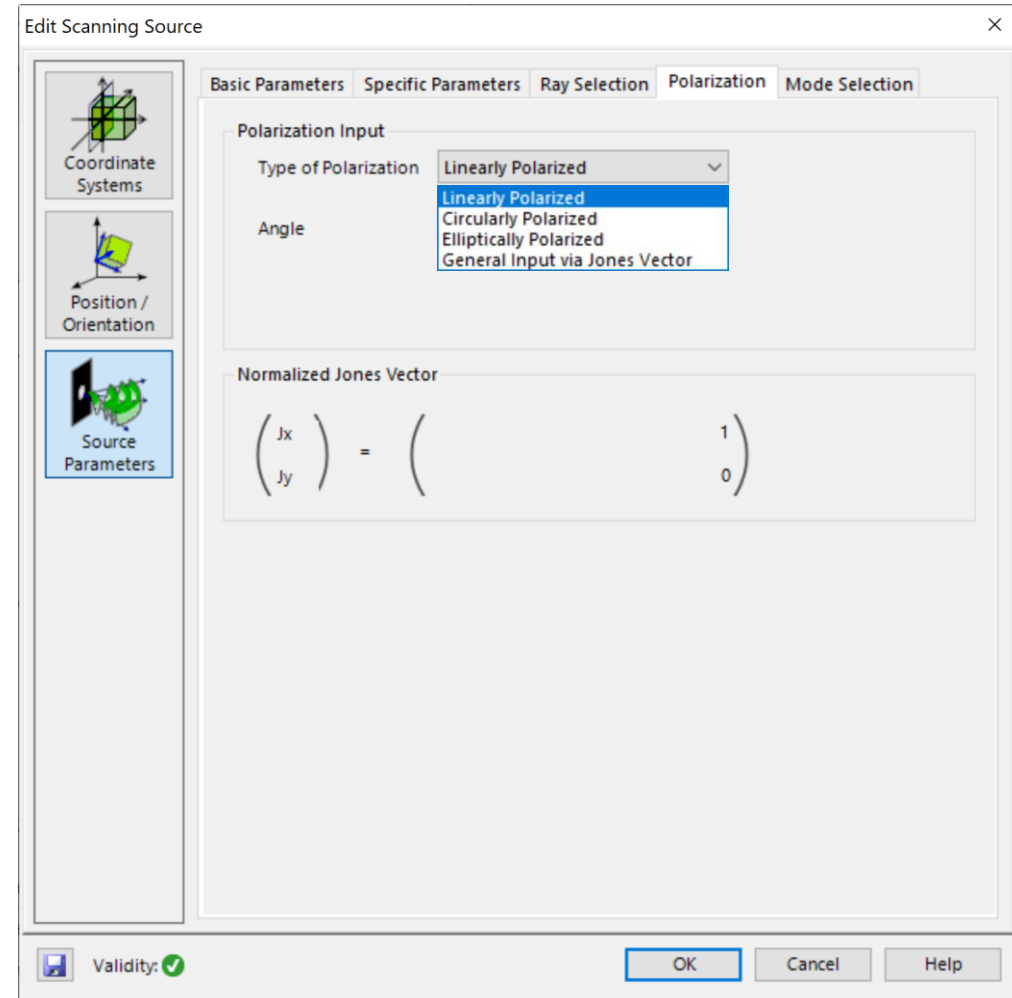 Edit Scanning Source
Coordinate
Systems
Position /
Orientation
Source
Parameters
Basic Parameters Specific Parameters Ray Selection Polarization Mode Selection
Polarization Input
Type of Polarization Linearly Polarized
Linearly Polarized
Circularly Polarized
Elliptically Polarized
General Input via Jones Vector
Angle
Normalized Jones Vector
Jx = 1
Jy 0
Validity: OK Cancel Help